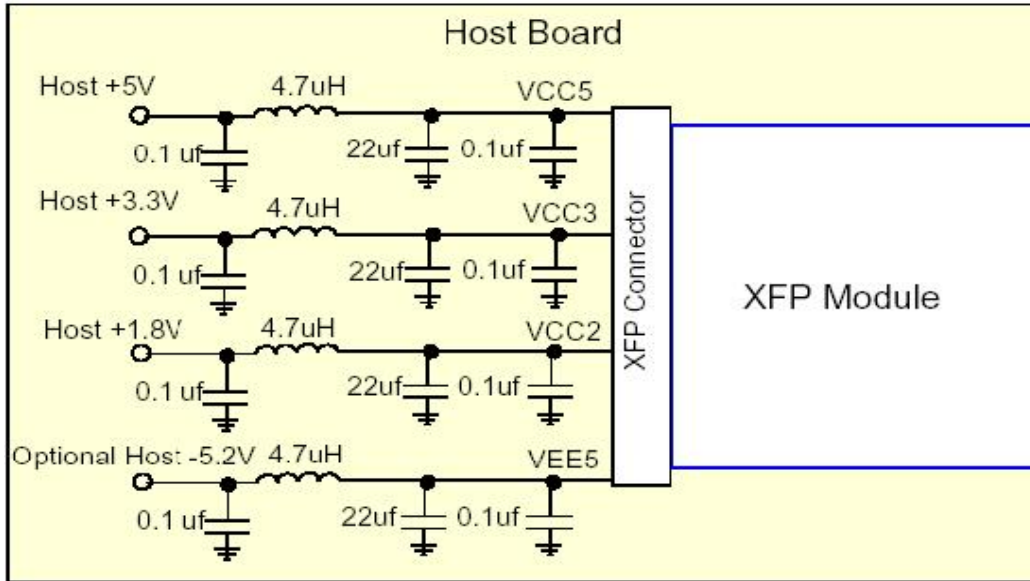 Host Board
Host +5V
4.7uH
VCC5
0.1 uf
22uf
0.1uf
Host +3.3V
4.7uH
VCC3
0.1 uf
22uf
0.1uf
Host +1.8V
4.7uH
VCC2
0.1 uf
22uf
0.1uf
Optional Host -5.2V
4.7uH
VEE5
0.1 uf
22uf
0.1uf
XFP Connector
XFP Module